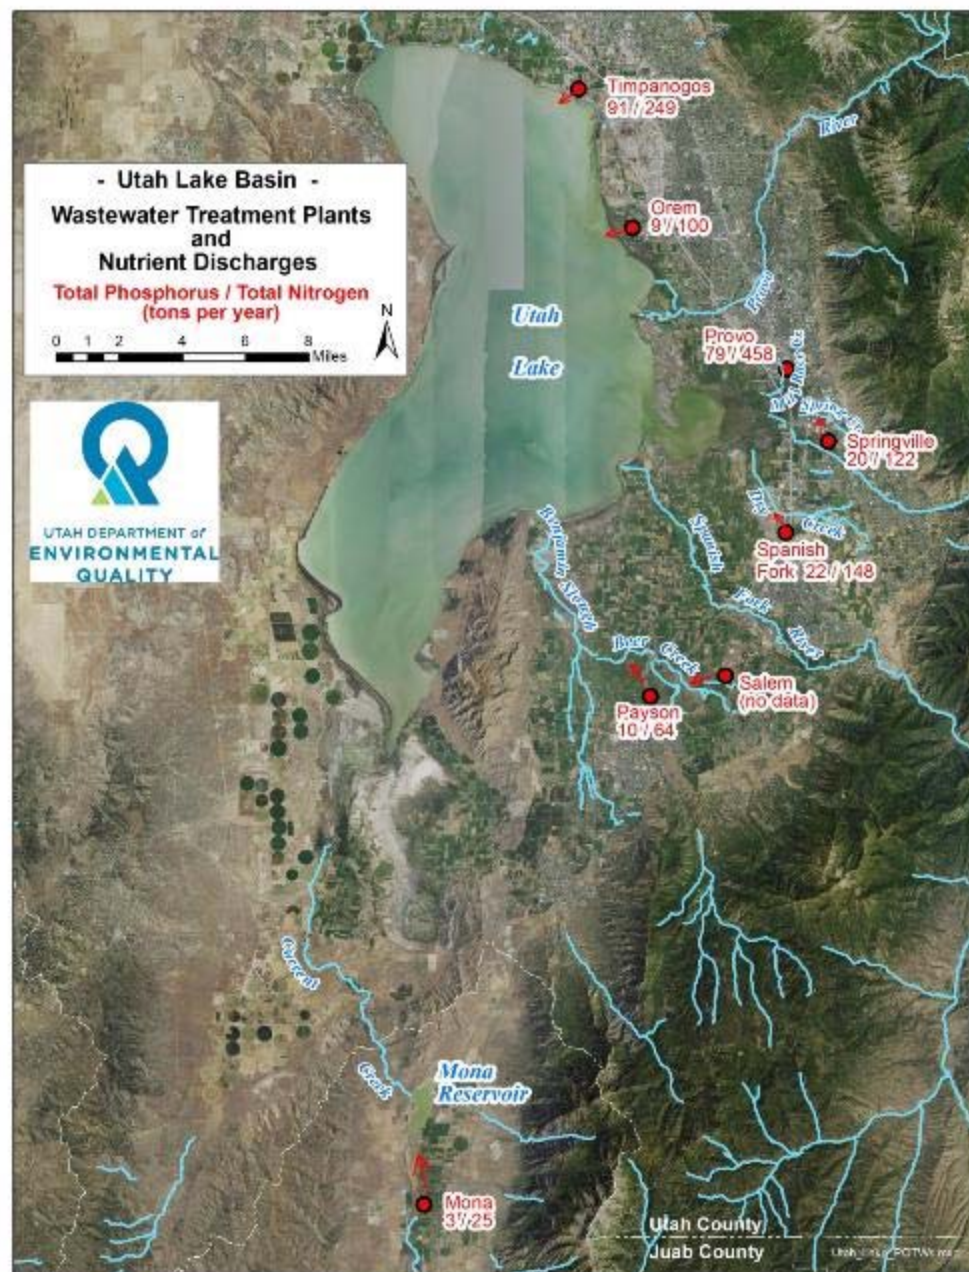 Timpanogos
91 / 249
River
- Utah Lake Basin -
Wastewater Treatment Plants
and
Nutrient Discharges
Total Phosphorus / Total Nitrogen
(tons per year)
N
0 1 2 4 6 8
Miles
Orem
9 / 100
Provo
Utah
Lake
Provo
79 / 458
Mill Race Cr.
Spring Cr.
Springville
20 / 122
UTAH DEPARTMENT of
ENVIRONMENTAL
QUALITY
Dry
Creek
Spanish
Fork 22 / 148
Benjamin Slough
Spanish
Fork
River
Beer Creek
Salem
(no data)
Payson
10 / 64
Current
Creek
Mona
Reservoir
Mona
3 / 25
Utah County
Juab County